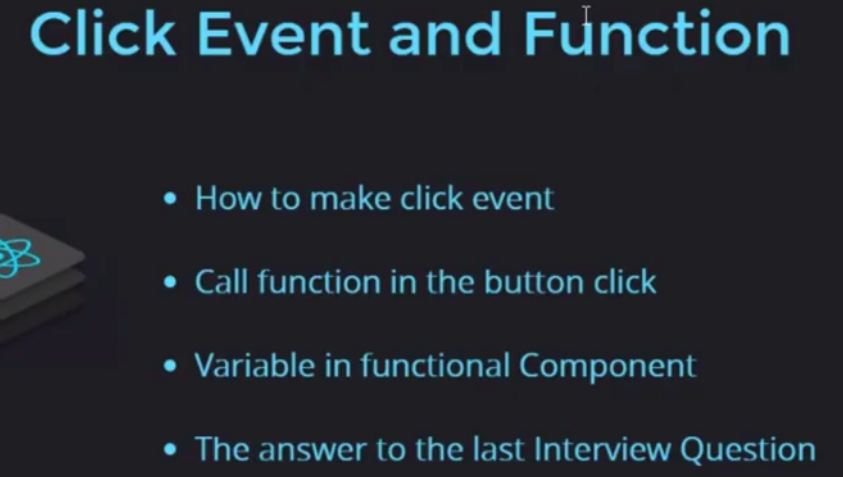 Click Event and Function
• How to make click event
• Call function in the button click
• Variable in functional Component
• The answer to the last Interview Question